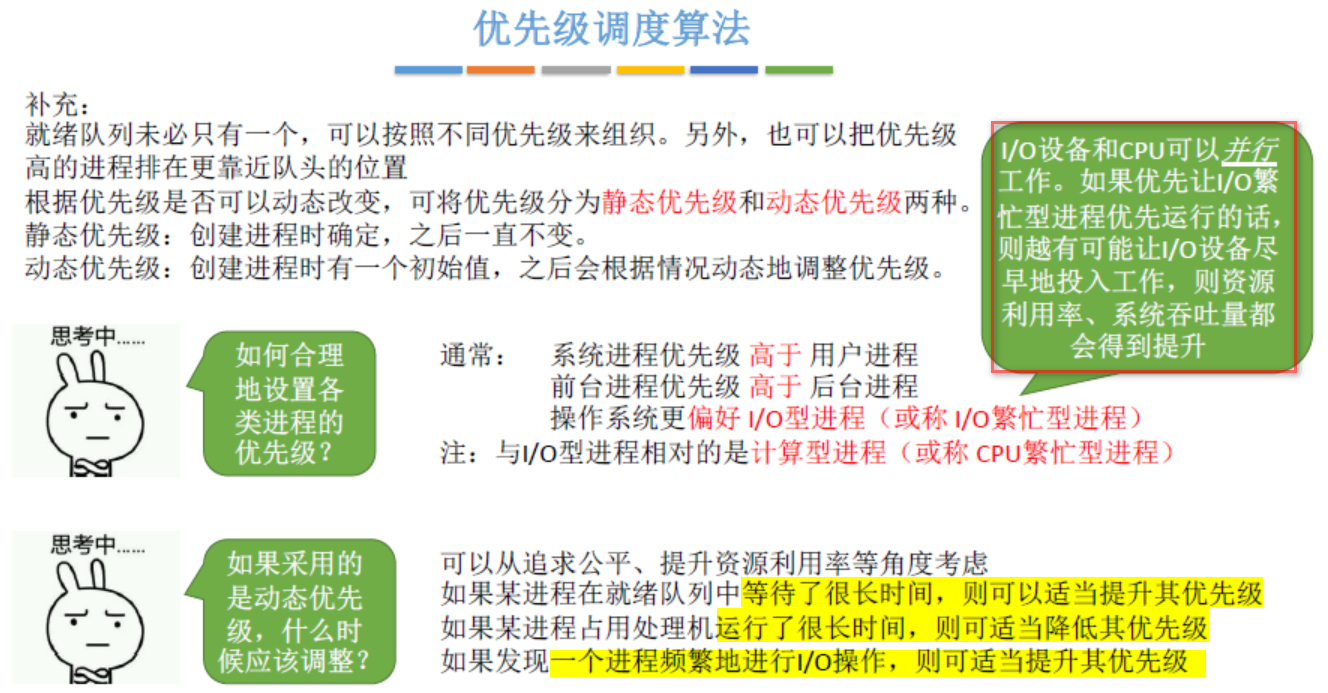 优先级调度算法
补充：
就绪队列未必只有一个，可以按照不同优先级来组织。另外，也可以把优先级
高的进程排在更靠近队头的位置
根据优先级是否可以动态改变，可将优先级分为静态优先级和动态优先级两种。
静态优先级：创建进程时确定，之后一直不变。
动态优先级：创建进程时有一个初始值，之后会根据情况动态地调整优先级。
I/O设备和CPU可以并行
工作。如果优先让I/O繁
忙型进程优先运行的话，
则越有可能让I/O设备尽
早地投入工作，则资源
利用率、系统吞吐量都
会得到提升
思考中......
如何合理
地设置各
类进程的
优先级？
通常： 系统进程优先级 高于 用户进程
前台进程优先级 高于 后台进程
操作系统更偏好 I/O型进程（或称 I/O繁忙型进程）
注：与I/O型进程相对的是计算型进程（或称 CPU繁忙型进程）
思考中......
如果采用的
是动态优先
级，什么时
候应该调整？
可以从追求公平、提升资源利用率等角度考虑
如果某进程在就绪队列中等待了很长时间，则可以适当提升其优先级
如果某进程占用处理机运行了很长时间，则可适当降低其优先级
如果发现一个进程频繁地进行I/O操作，则可适当提升其优先级